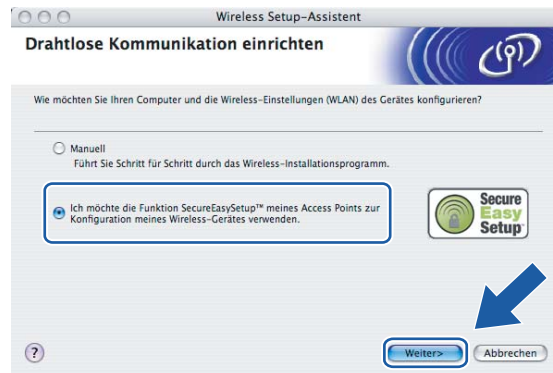 Wireless Setup-Assistent
Drahtlose Kommunikation einrichten
Wie möchten Sie Ihren Computer und die Wireless-Einstellungen (WLAN) des Gerätes konfigurieren?
Manuell
Führt Sie Schritt für Schritt durch das Wireless-Installationsprogramm.
Ich möchte die Funktion SecureEasySetup™ meines Access Points zur
Konfiguration meines Wireless-Gerätes verwenden.
Secure
Easy
Setup
?
Weiter>
Abbrechen